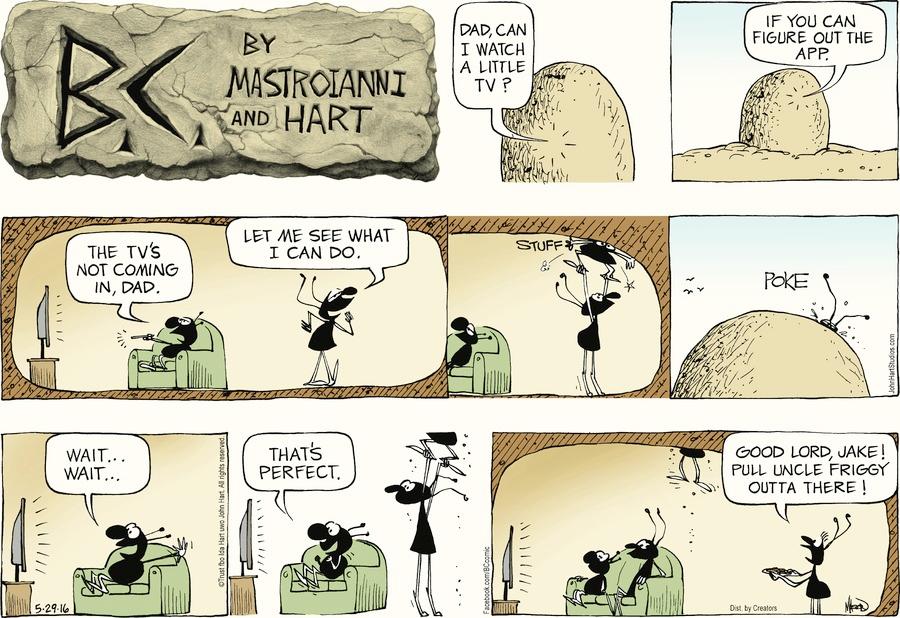 B.C.
BY
MASTROIANNI
AND HART
DAD, CAN
I WATCH
A LITTLE
TV?
IF YOU CAN
FIGURE OUT THE
APP.
THE TV'S
NOT COMING
IN, DAD.
LET ME SEE WHAT
I CAN DO.
STUFF
POKE
JohnHartStudios.com
WAIT...
WAIT...
5-29-16
©Trust fbo Ida Hart uwo John Hart. All rights reserved.
THAT'S
PERFECT.
Facebook.com/BComic
GOOD LORD, JAKE!
PULL UNCLE FRIGGY
OUTTA THERE!
Dist. by Creators